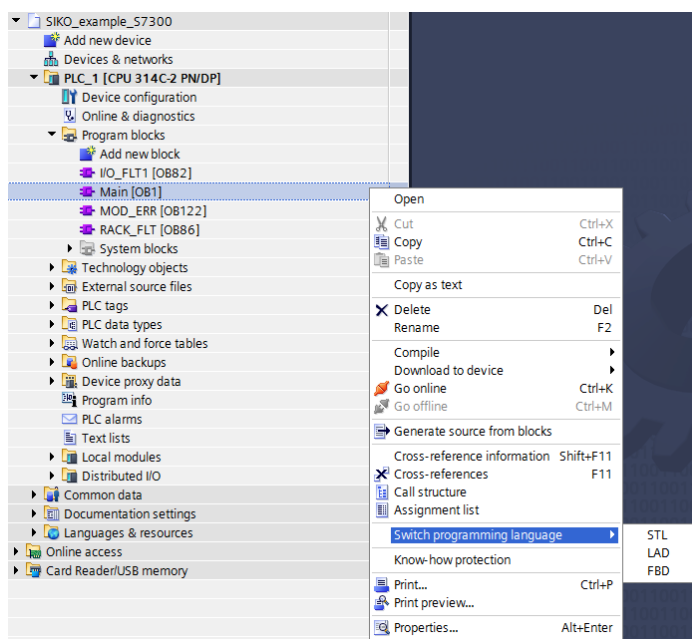 SIKO_example_S7300
Add new device
Devices & networks
PLC_1 [CPU 314C-2 PN/DP]
Device configuration
Online & diagnostics
Program blocks
Add new block
I/O_FLT1 [OB82]
Main [OB1]
MOD_ERR [OB122]
RACK_FLT [OB86]
System blocks
Technology objects
External source files
PLC tags
PLC data types
Watch and force tables
Online backups
Device proxy data
Program info
PLC alarms
Text lists
Local modules
Distributed I/O
Common data
Documentation settings
Languages & resources
Online access
Card Reader/USB memory
Open
Cut Ctrl+X
Copy Ctrl+C
Paste Ctrl+V
Copy as text
Delete Del
Rename F2
Compile
Download to device
Go online Ctrl+K
Go offline Ctrl+M
Generate source from blocks
Cross-reference information Shift+F11
Cross-references F11
Call structure
Assignment list
Switch programming language
Know-how protection
Print... Ctrl+P
Print preview...
Properties... Alt+Enter
STL
LAD
FBD